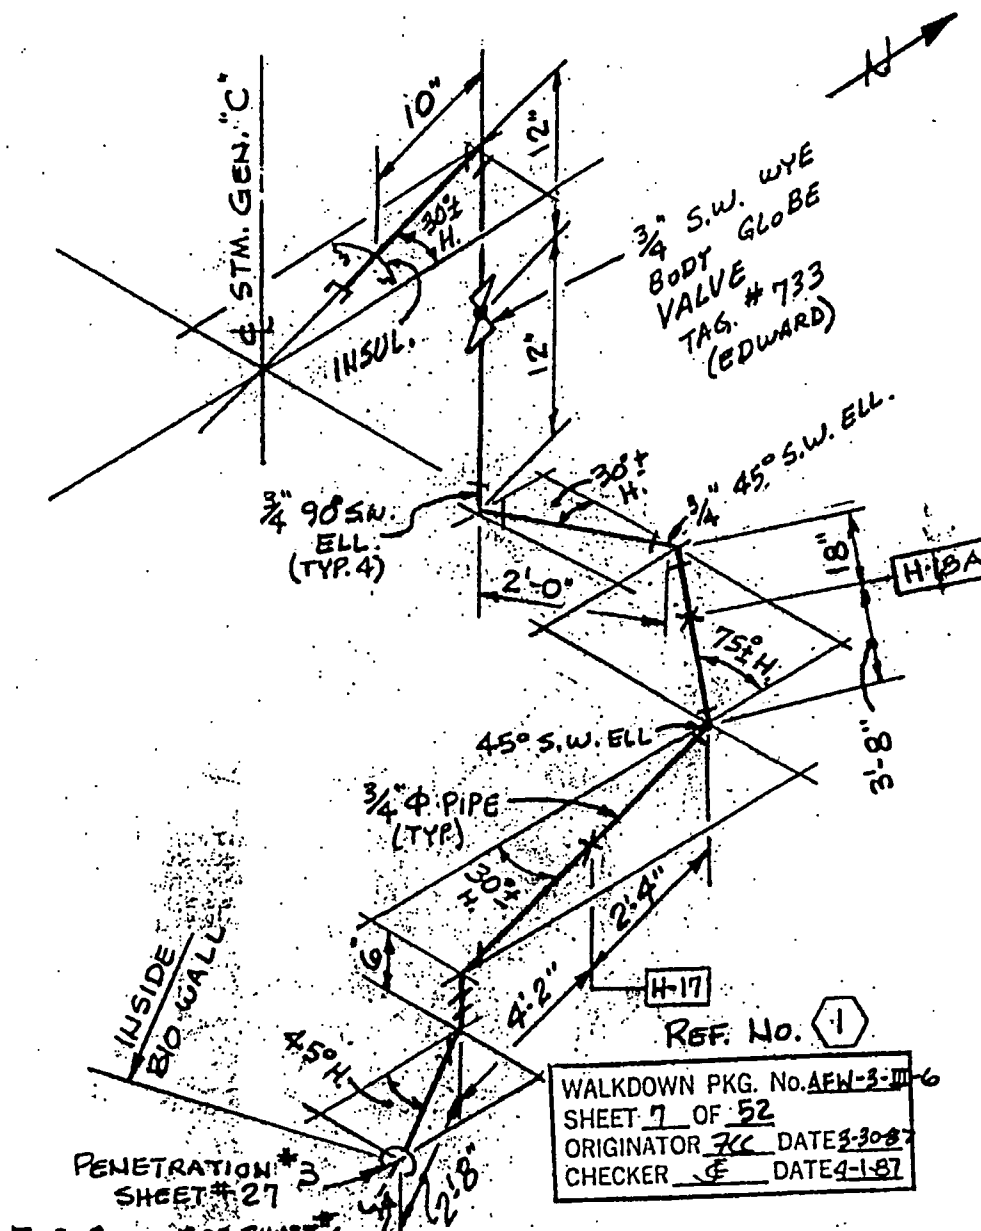 N
10"
12"
℄ STM. GEN. "C"
30°±
H.
3/4" S.W. WYE
BODY GLOBE
VALVE
TAG. # 733
(EDWARD)
INSUL.
12"
3/4" 90° S.W.
ELL.
(TYP. 4)
30°±
H.
3/4" 45° S.W. ELL.
18"
H-18A
2'-0"
75°± H.
3'-8"
45° S.W. ELL
3/4" Φ PIPE
(TYP.)
30°±
H.
2'-4"
6"
4'-2"
H-17
INSIDE
BIO WALL
45° H.
REF. NO. 1
WALKDOWN PKG. No. AFW-3-III-6
SHEET 7 OF 52
ORIGINATOR DATE 3-30-87
CHECKER DATE 4-1-87
PENETRATION #3
SHEET #27
2'-8"